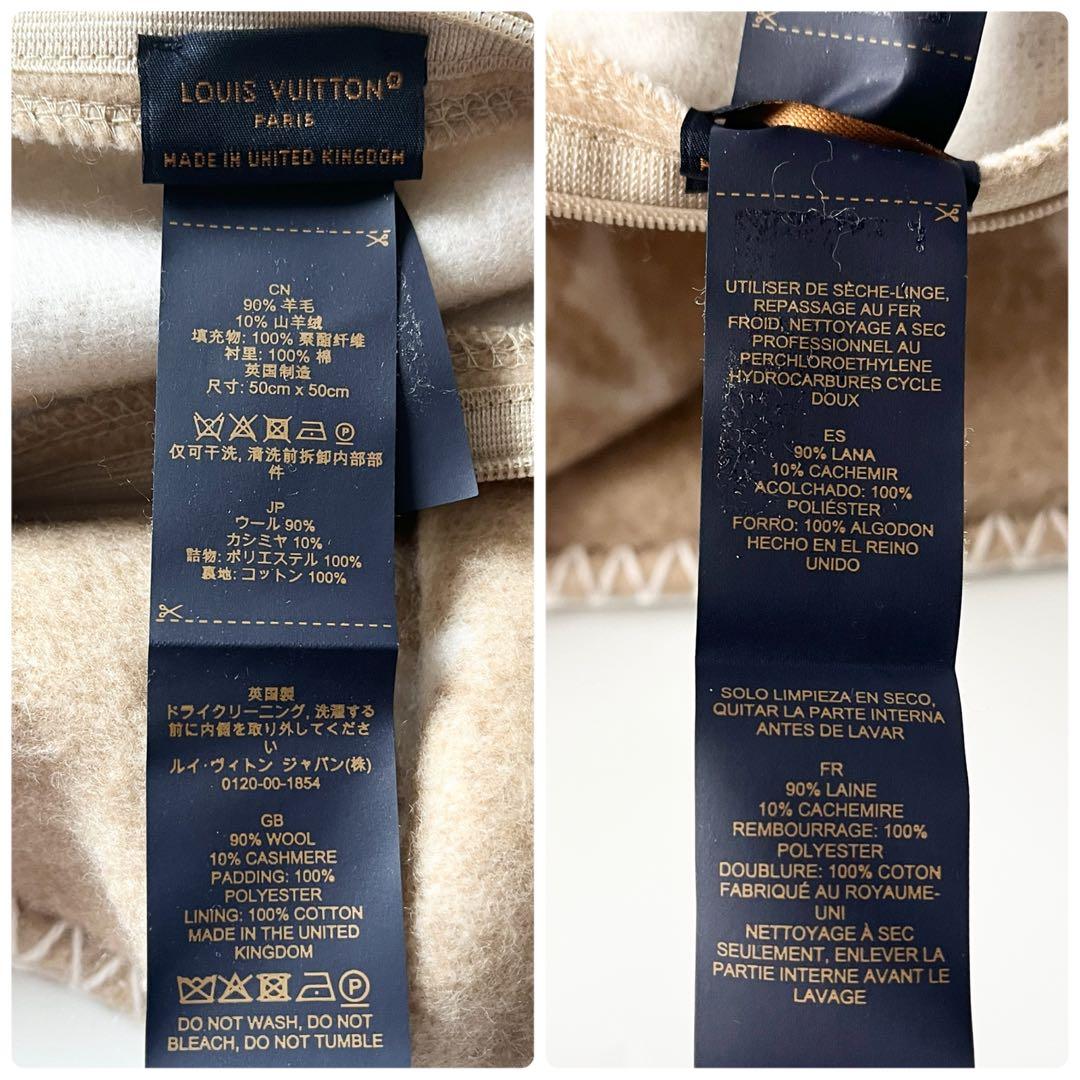 LOUIS VUITTON®
PARIS
MADE IN UNITED KINGDOM
CN
90% 羊毛
10% 山羊绒
填充物: 100% 聚酯纤维
衬里: 100% 棉
英国制造
尺寸: 50cm x 50cm
仅可干洗, 清洗前拆卸内部部
件
JP
ウール 90%
カシミヤ 10%
詰物: ポリエステル 100%
裏地: コットン 100%
英国製
ドライクリーニング, 洗濯する
前に内側を取り外してくださ
い
ルイ·ヴィトン ジャパン(株)
0120-00-1854
GB
90% WOOL
10% CASHMERE
PADDING: 100%
POLYESTER
LINING: 100% COTTON
MADE IN THE UNITED
KINGDOM
DO NOT WASH, DO NOT
BLEACH, DO NOT TUMBLE
UTILISER DE SÈCHE-LINGE,
REPASSAGE AU FER
FROID, NETTOYAGE A SEC
PROFESSIONNEL AU
PERCHLOROETHYLENE
HYDROCARBURES CYCLE
DOUX
ES
90% LANA
10% CACHEMIR
ACOLCHADO: 100%
POLIÉSTER
FORRO: 100% ALGODON
HECHO EN EL REINO
UNIDO
SOLO LIMPIEZA EN SECO,
QUITAR LA PARTE INTERNA
ANTES DE LAVAR
FR
90% LAINE
10% CACHEMIRE
REMBOURRAGE: 100%
POLYESTER
DOUBLURE: 100% COTON
FABRIQUÉ AU ROYAUME-
UNI
NETTOYAGE À SEC
SEULEMENT, ENLEVER LA
PARTIE INTERNE AVANT LE
LAVAGE